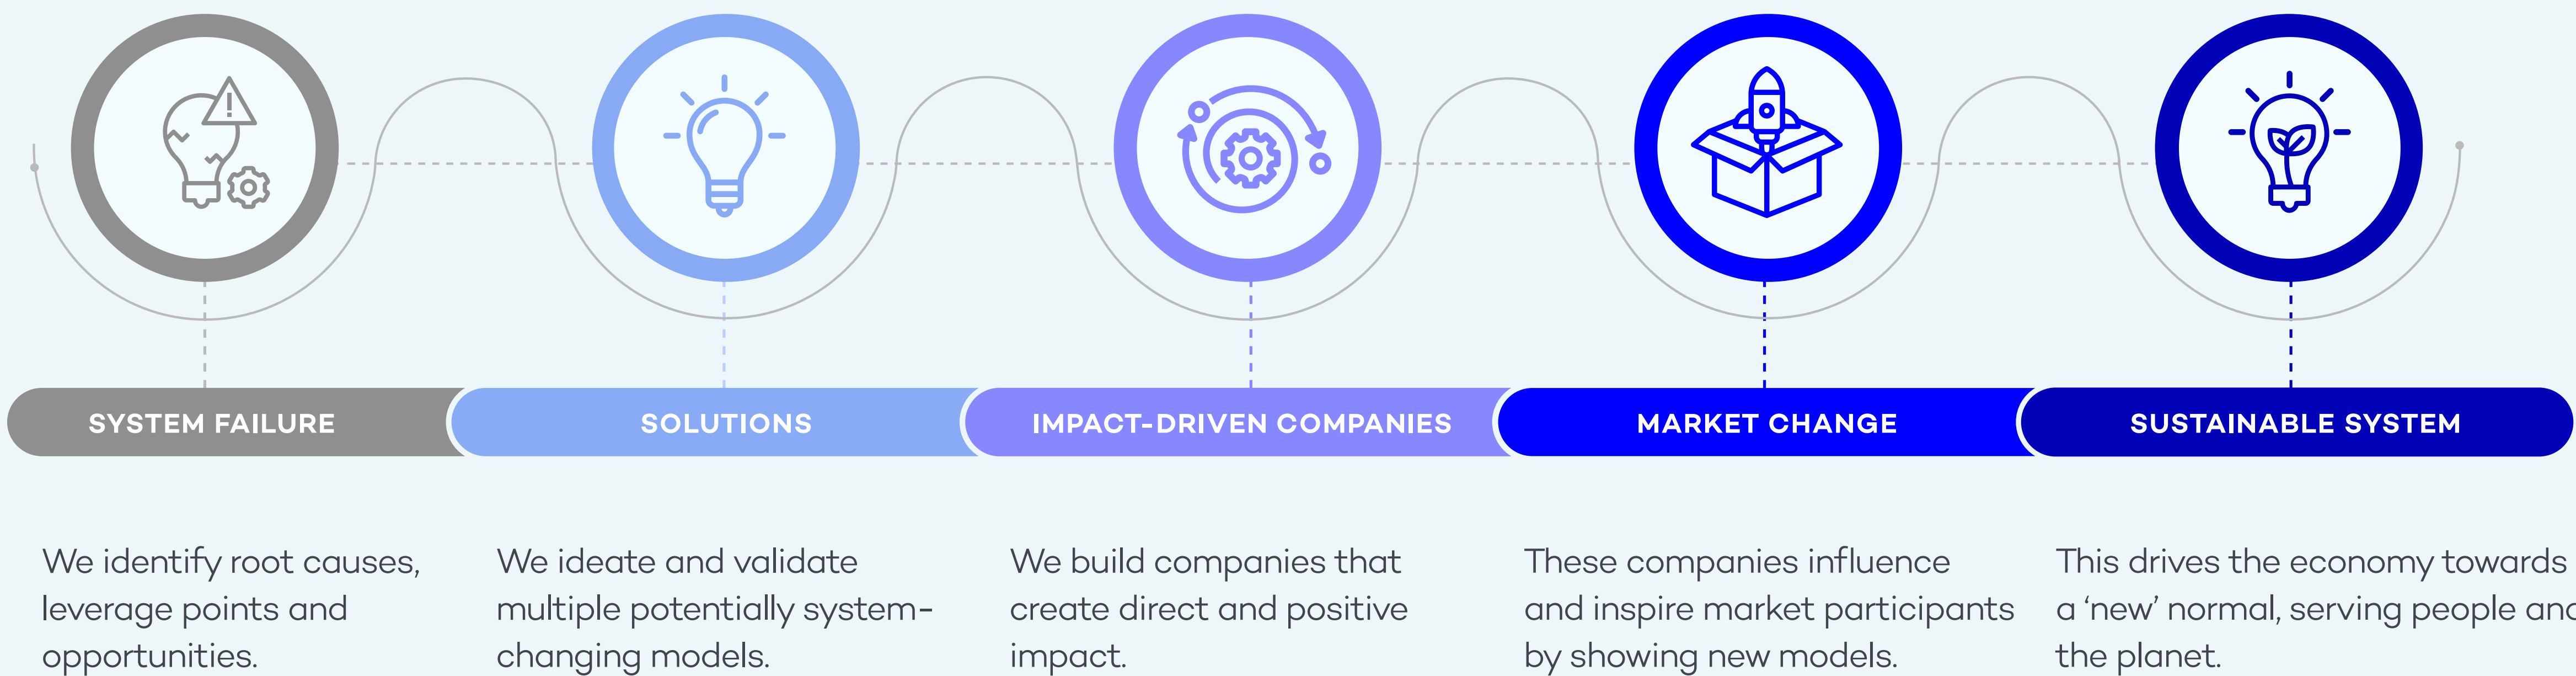 SYSTEM FAILURE
SOLUTIONS
IMPACT-DRIVEN COMPANIES
MARKET CHANGE
SUSTAINABLE SYSTEM
We identify root causes,
leverage points and
opportunities.
We ideate and validate
multiple potentially system-
changing models.
We build companies that
create direct and positive
impact.
These companies influence
and inspire market participants
by showing new models.
This drives the economy towards
a ‘new’ normal, serving people and
the planet.